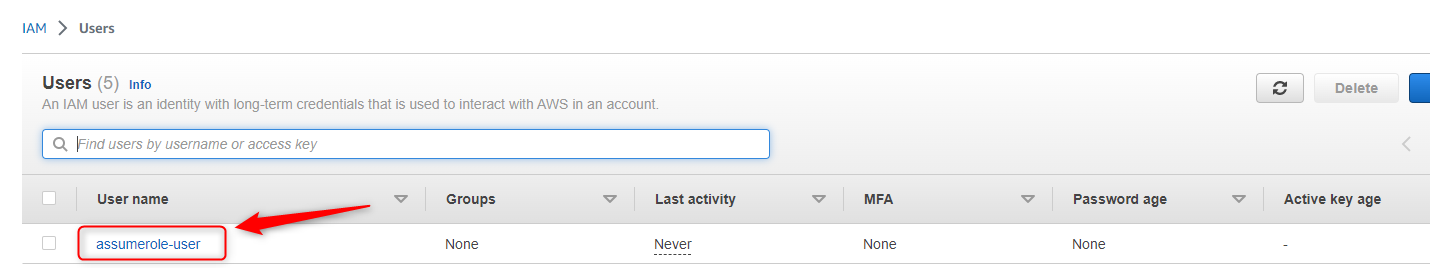 IAM > Users
Users (5) Info
An IAM user is an identity with long-term credentials that is used to interact with AWS in an account.
Delete
Find users by username or access key
User name Groups Last activity MFA Password age Active key age
assumerole-user None Never None None -